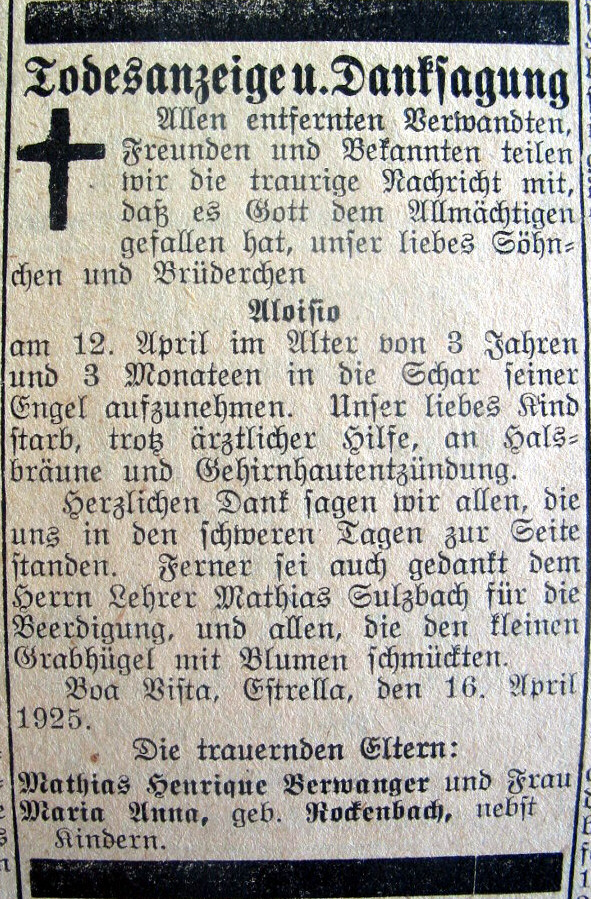 Todesanzeige u. Danksagung
Allen entfernten Verwandten,
Freunden und Bekannten teilen
wir die traurige Nachricht mit,
daß es Gott dem Allmächtigen
gefallen hat, unser liebes Söhn-
chen und Brüderchen
Aloisio
am 12. April im Alter von 3 Jahren
und 3 Monateen in die Schar seiner
Engel aufzunehmen. Unser liebes Kind
starb, trotz ärztlicher Hilfe, an Hals-
bräune und Gehirnhautentzündung.
Herzlichen Dank sagen wir allen, die
uns in den schweren Tagen zur Seite
standen. Ferner sei auch gedankt dem
Herrn Lehrer Mathias Sulzbach für die
Beerdigung, und allen, die den kleinen
Grabhügel mit Blumen schmückten.
Boa Vista, Estrella, den 16. April
1925.
Die trauernden Eltern:
Mathias Henrique Berwanger und Frau
Maria Anna, geb. Rockenbach, nebst
Kindern.